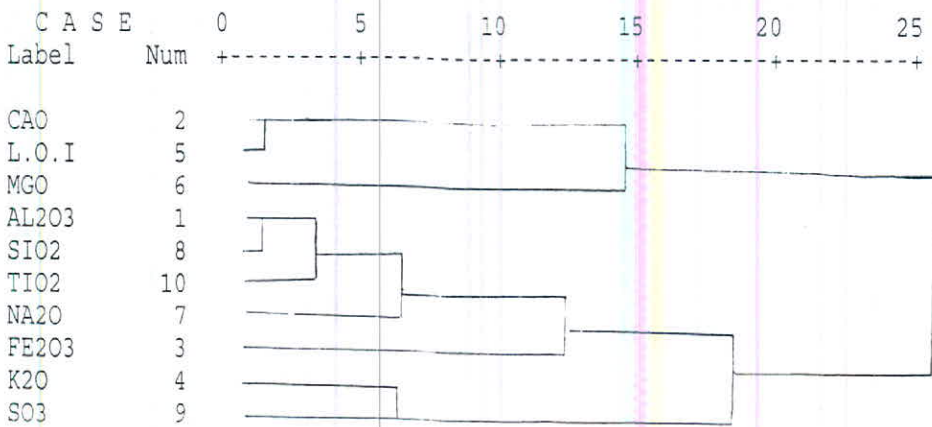 C A S E 0 5 10 15 20 25
Label Num +---------+---------+---------+---------+---------+
CAO 2
L.O.I 5
MGO 6
AL2O3 1
SIO2 8
TIO2 10
NA2O 7
FE2O3 3
K2O 4
SO3 9